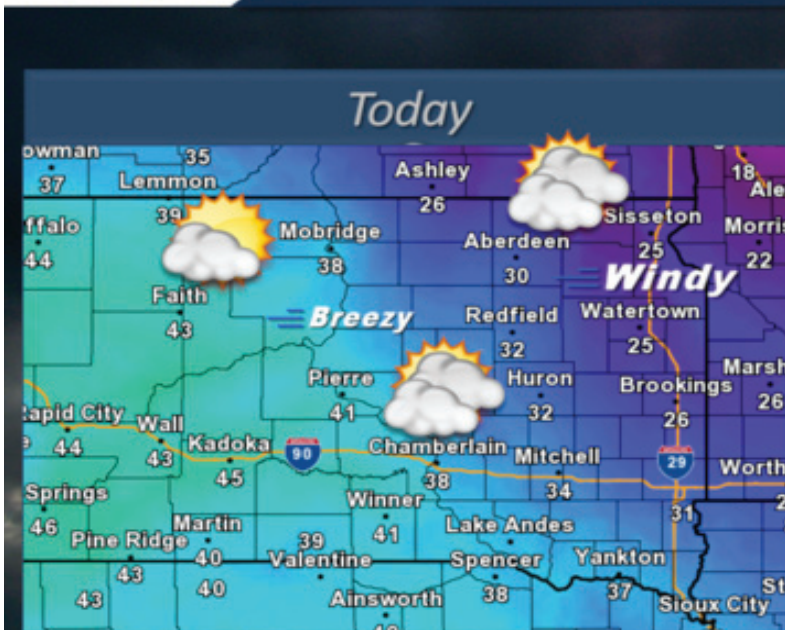 Today
owman
35
Ashley
18
37
Lemmon
26
Ale
39
Sisseton
ffalo
Mobridge
Aberdeen
25
Morris
44
38
30
22
Windy
Faith
43
Breezy
Redfield
Watertown
32
25
Pierre
Huron
Marsh
41
32
Brookings
26
26
Rapid City
Wall
44
43
Kadoka
90
Chamberlain
Mitchell
29
Worth
45
38
34
Springs
Winner
31
46
Martin
41
Lake Andes
Pine Ridge
40
39
43
Valentine
Spencer
Yankton
43
40
Ainsworth
38
37
St
Sioux City